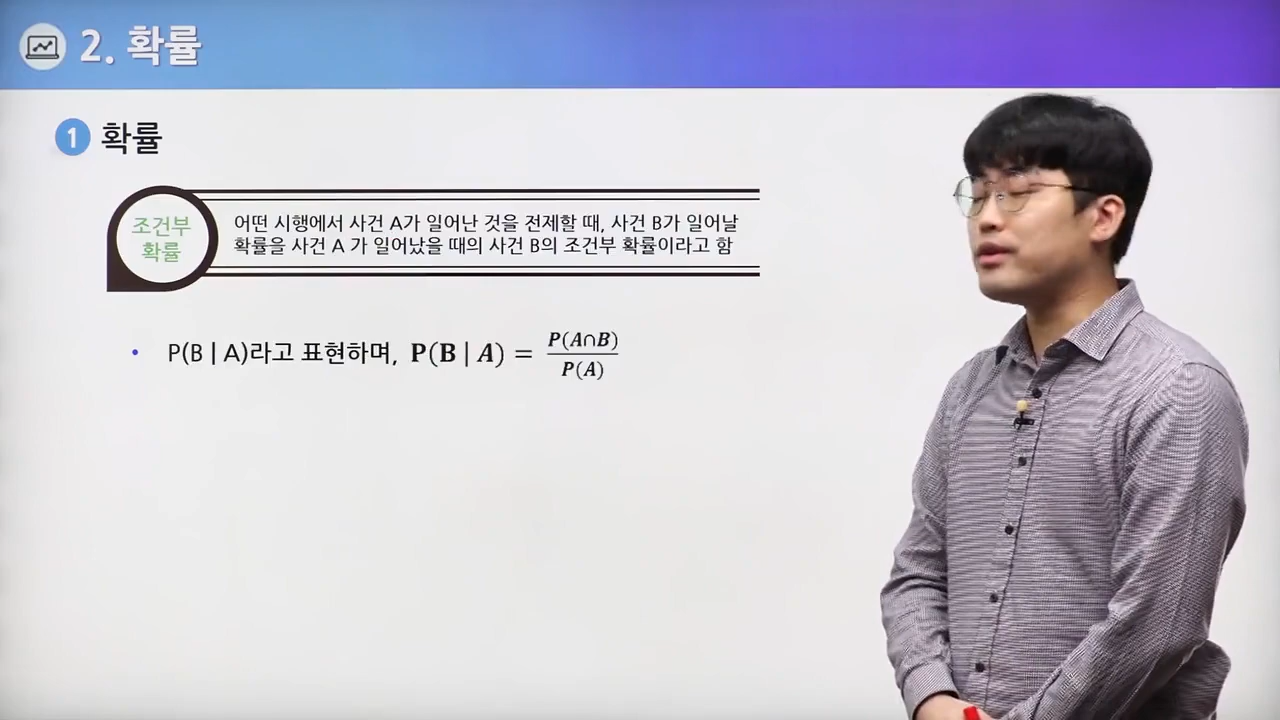 2. 확률
1 확률
조건부
확률
어떤 시행에서 사건 A가 일어난 것을 전제할 때, 사건 B가 일어날
확률을 사건 A 가 일어났을 때의 사건 B의 조건부 확률이라고 함
• P(B | A)라고 표현하며, P(B | A) = P(A∩B) / P(A)